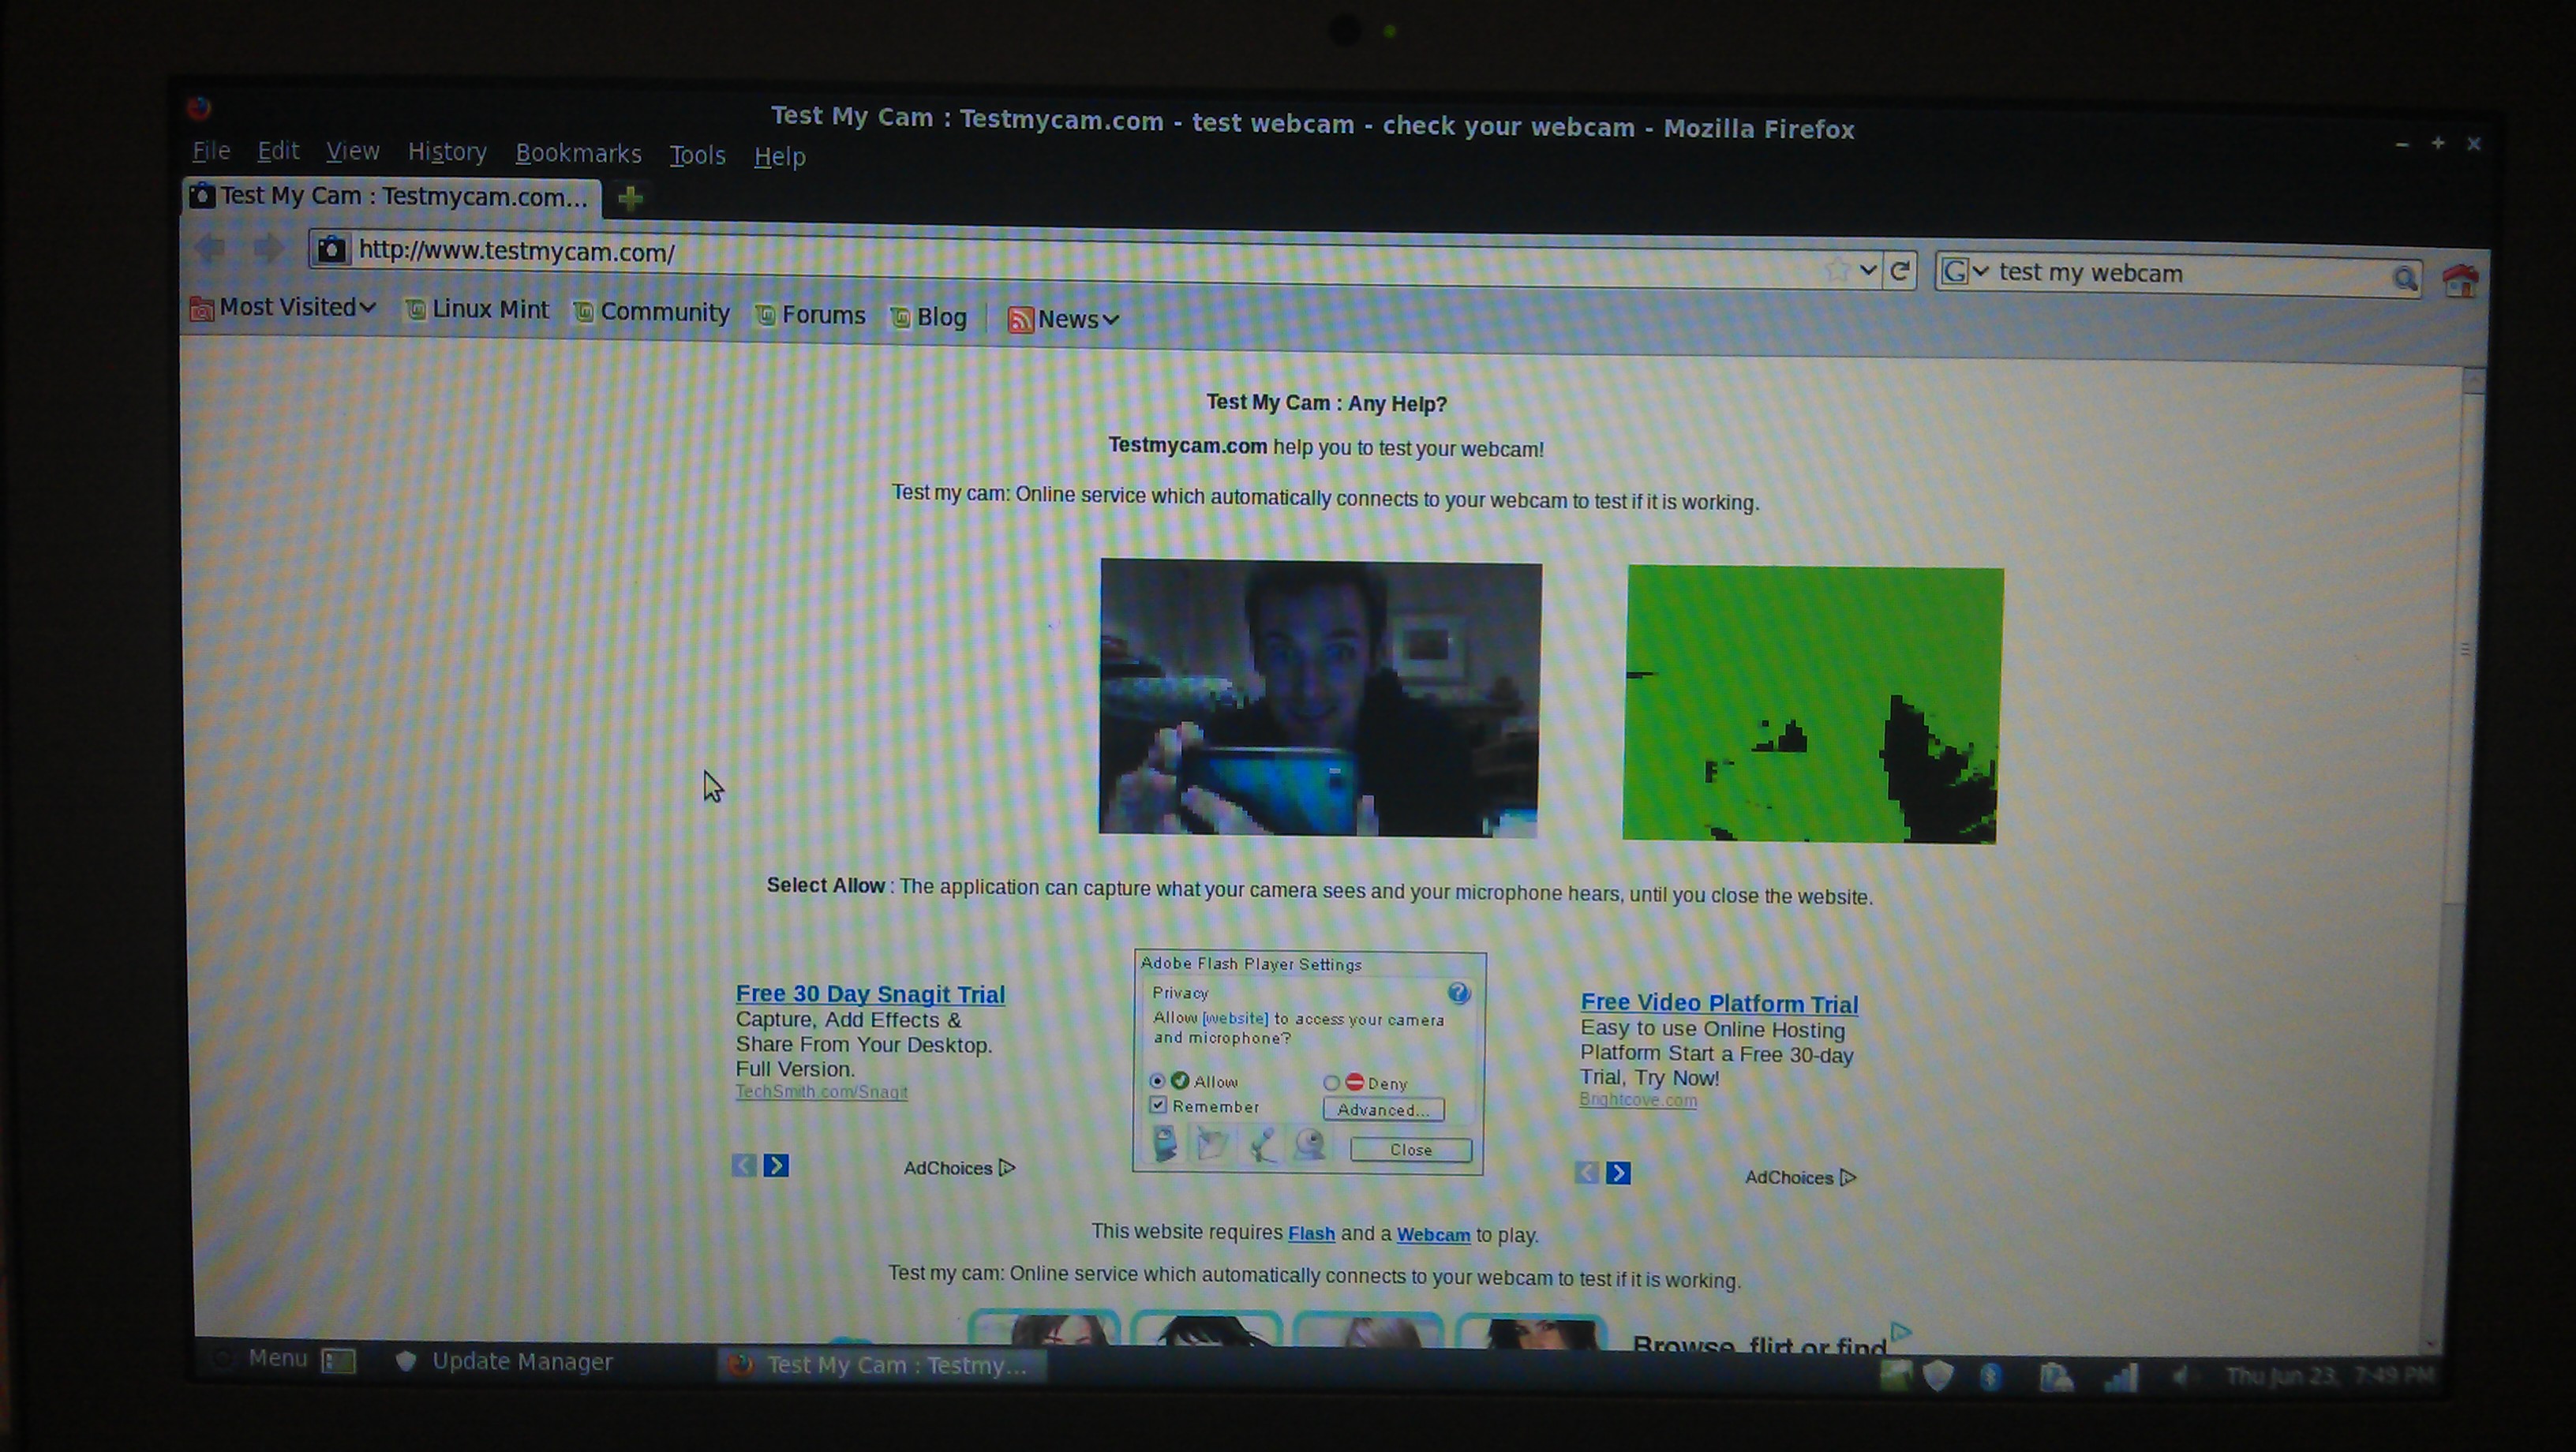 Test My Cam : Testmycam.com - test webcam - check your webcam - Mozilla Firefox
File Edit View History Bookmarks Tools Help
Test My Cam : Testmycam.com...
http://www.testmycam.com/
test my webcam
Most Visited Linux Mint Community Forums Blog News
Test My Cam : Any Help?
Testmycam.com help you to test your webcam!
Test my cam: Online service which automatically connects to your webcam to test if it is working.
Select Allow : The application can capture what your camera sees and your microphone hears, until you close the website.
Adobe Flash Player Settings
Privacy
Allow [website] to access your camera
and microphone?
Allow Deny
Remember Advanced...
Close
Free 30 Day Snagit Trial
Capture, Add Effects &
Share From Your Desktop.
Full Version.
TechSmith.com/Snagit
AdChoices
Free Video Platform Trial
Easy to use Online Hosting
Platform Start a Free 30-day
Trial, Try Now!
Brightcove.com
AdChoices
This website requires Flash and a Webcam to play.
Test my cam: Online service which automatically connects to your webcam to test if it is working.
Browse, flirt or find
Menu Update Manager Test My Cam : Testmy... Thu Jun 23, 7:49 PM